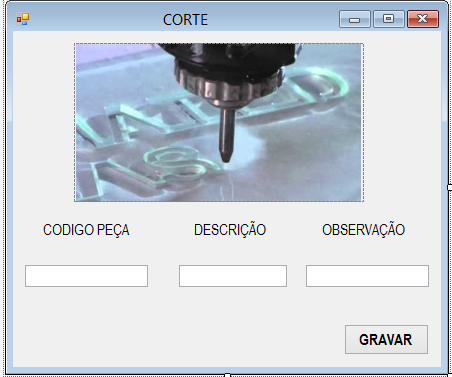 CORTE
CODIGO PEÇA DESCRIÇÃO OBSERVAÇÃO
GRAVAR